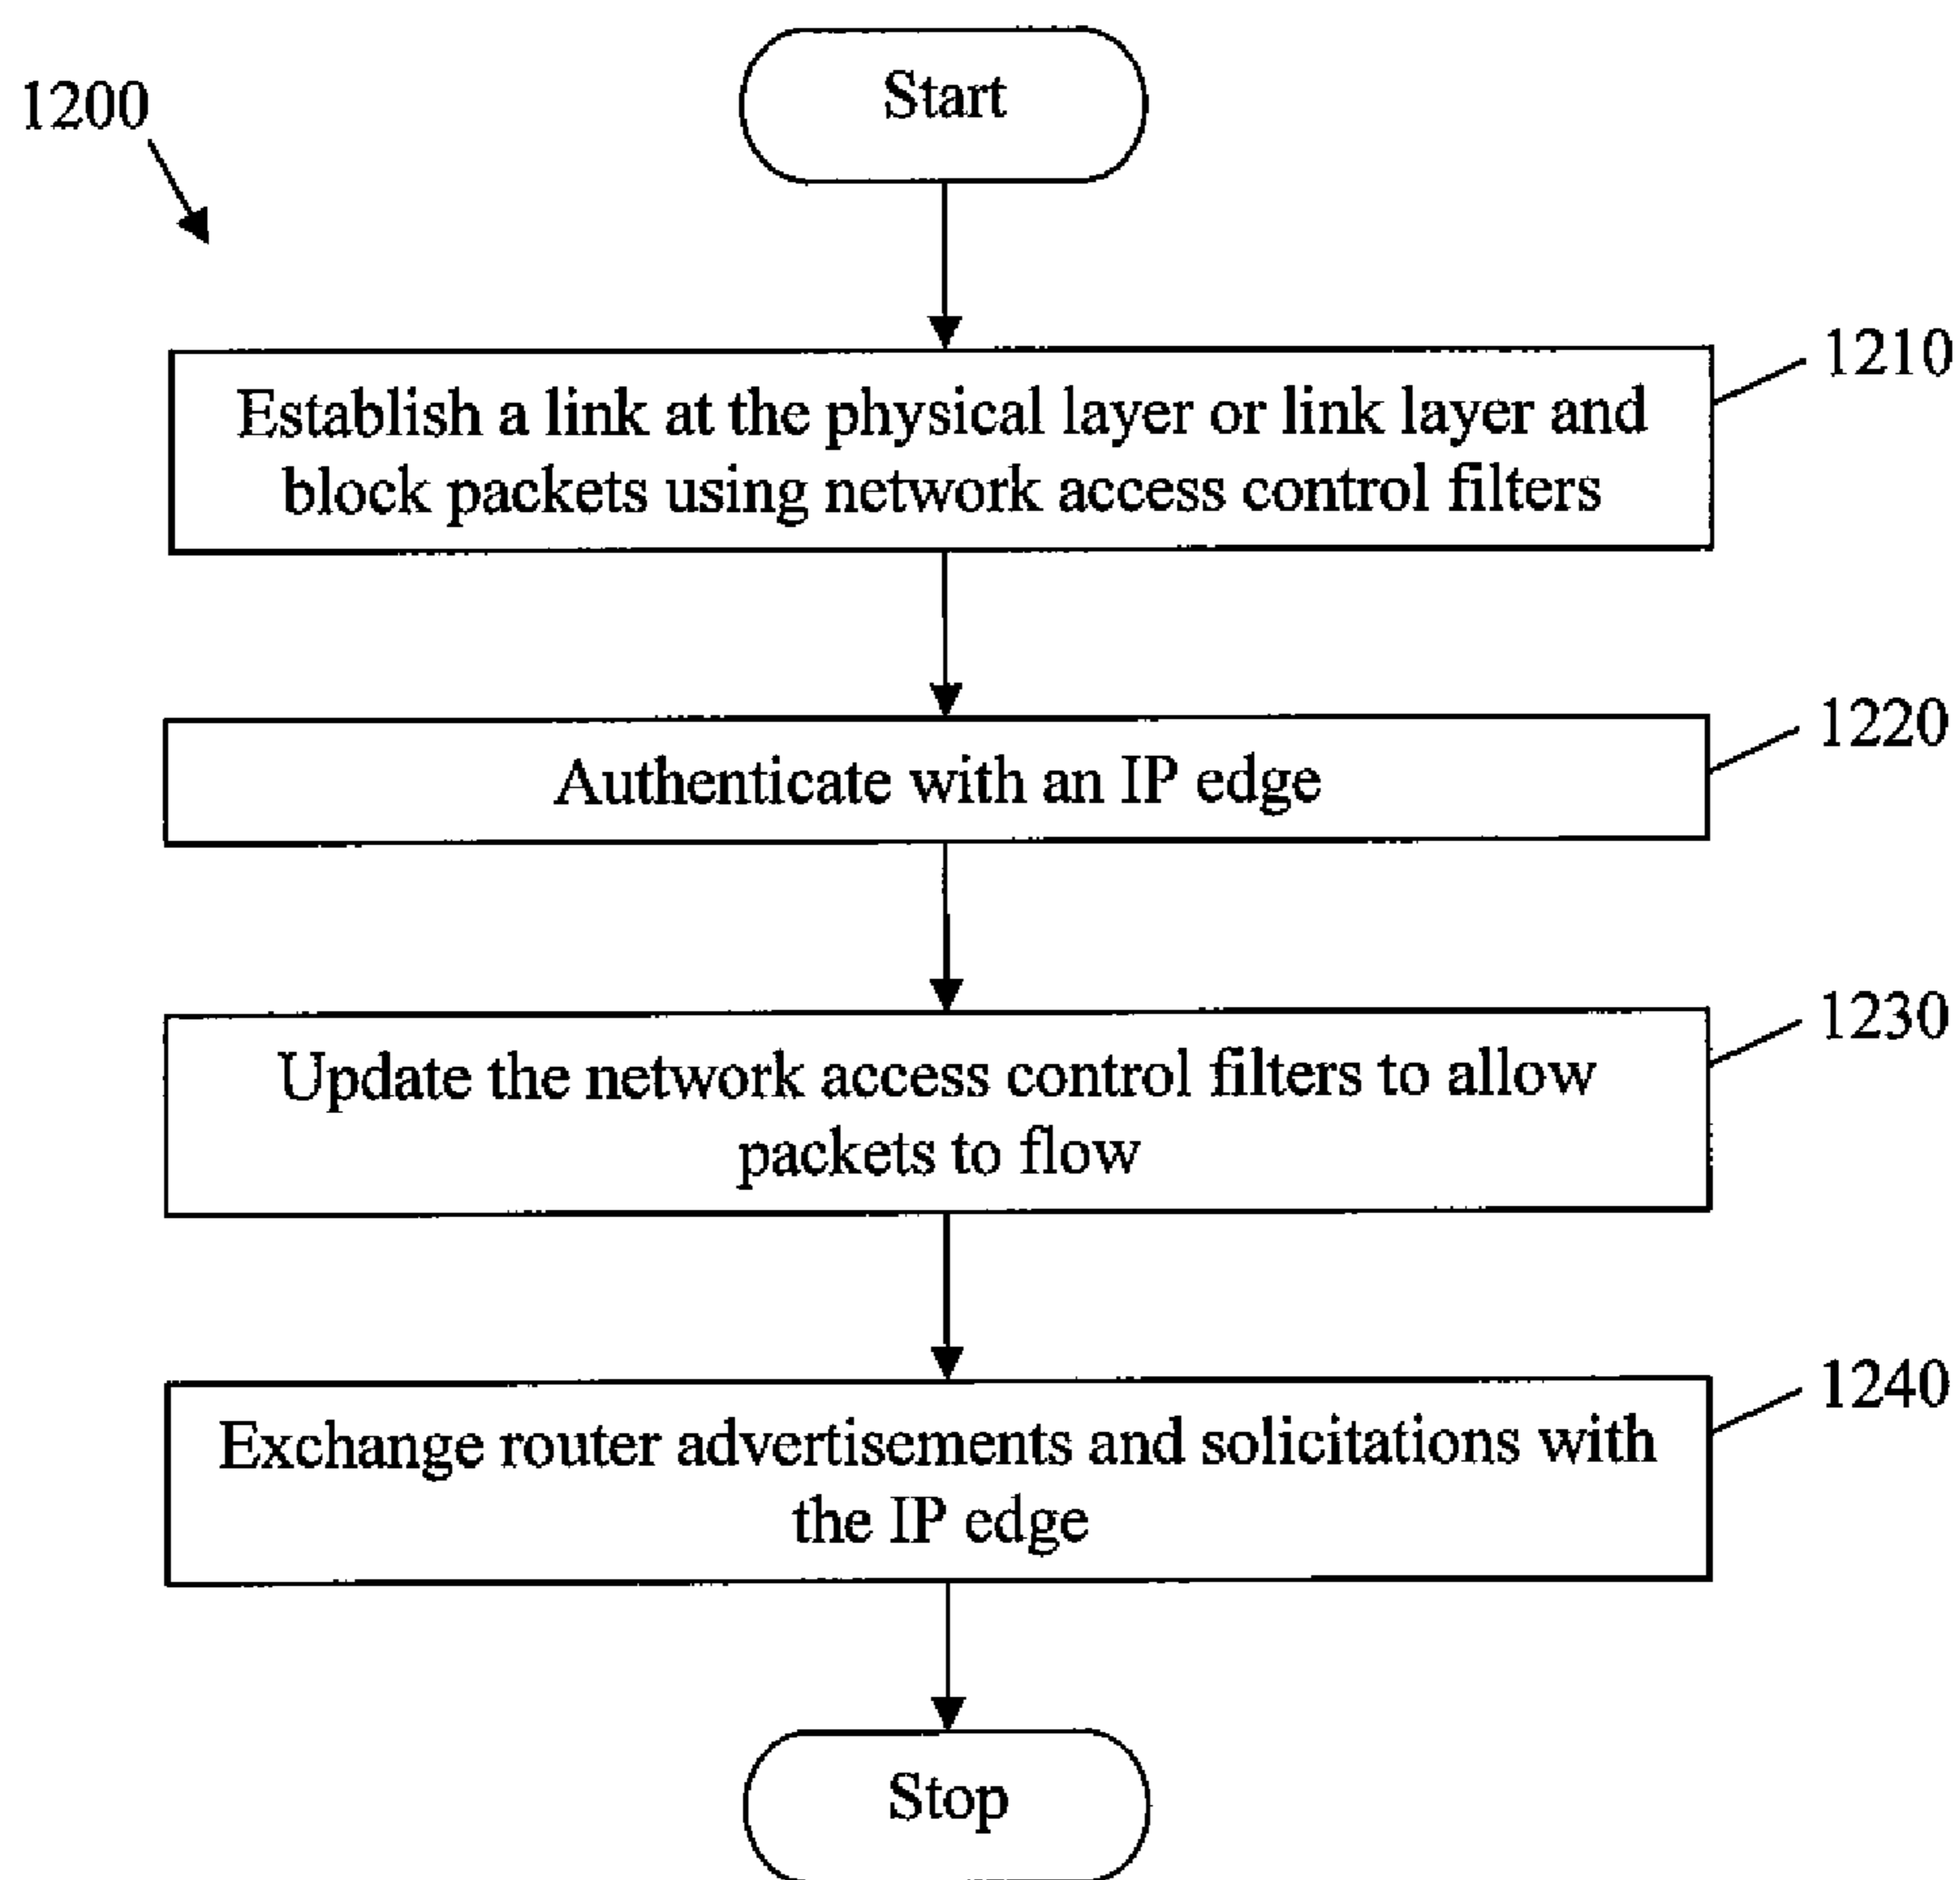 1200
Start
1210
Establish a link at the physical layer or link layer and
block packets using network access control filters
1220
Authenticate with an IP edge
1230
Update the network access control filters to allow
packets to flow
1240
Exchange router advertisements and solicitations with
the IP edge
Stop